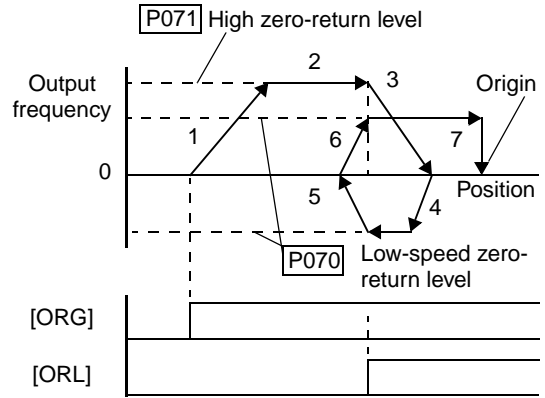 P071 High zero-return level
2
3
Output
frequency
Origin
1
6
7
0
5
4
Position
P070
Low-speed zero-
return level
[ORG]
[ORL]